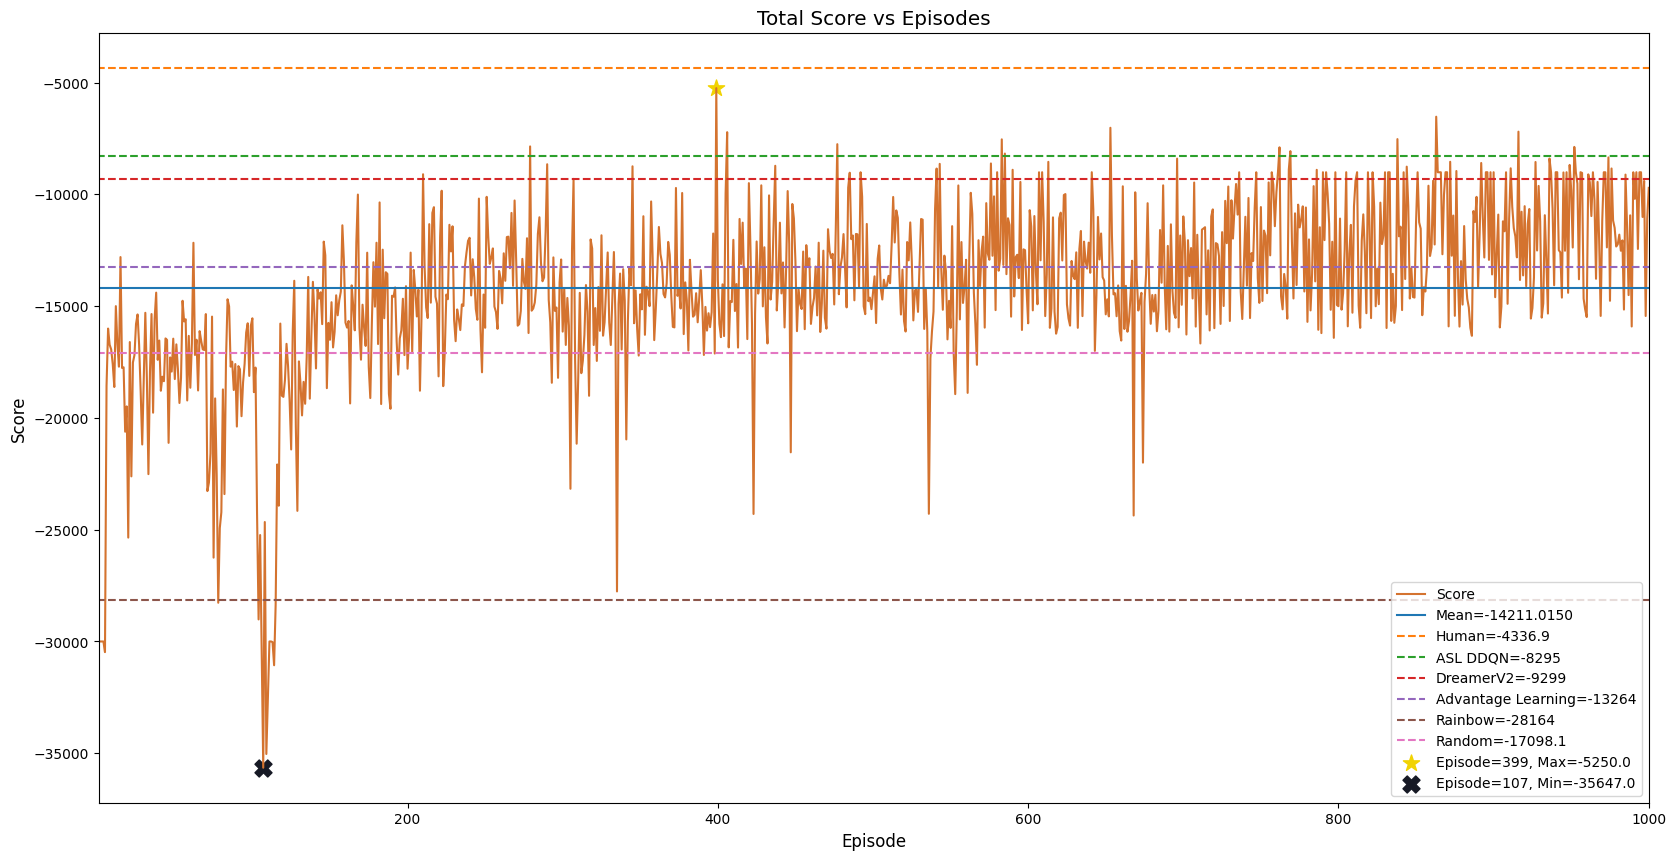 Total Score vs Episodes
Score
−5000
−10000
−15000
−20000
−25000
−30000
−35000
200
400
600
800
1000
Episode
Score
Mean=-14211.0150
Human=-4336.9
ASL DDQN=-8295
DreamerV2=-9299
Advantage Learning=-13264
Rainbow=-28164
Random=-17098.1
Episode=399, Max=-5250.0
Episode=107, Min=-35647.0